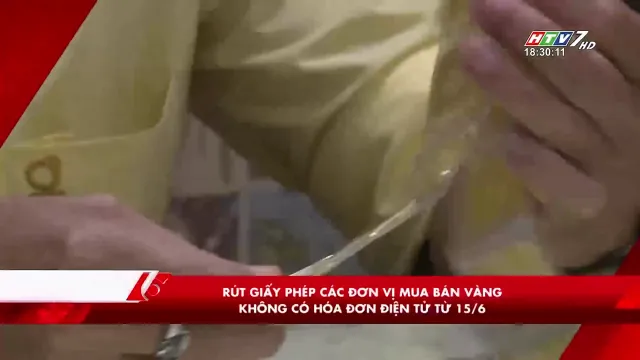 HTV7 HD
18:30:11
RÚT GIẤY PHÉP CÁC ĐƠN VỊ MUA BÁN VÀNG
KHÔNG CÓ HÓA ĐƠN ĐIỆN TỬ TỪ 15/6